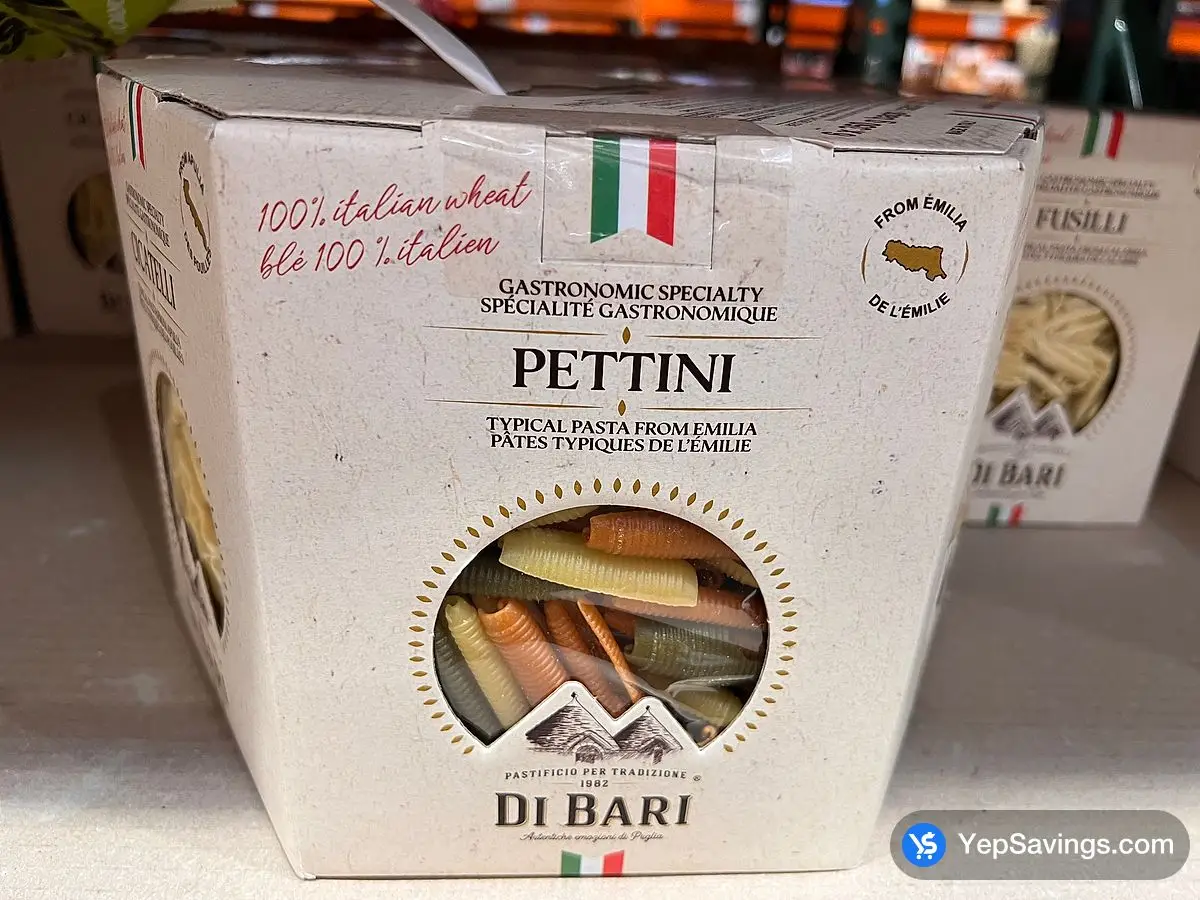 100% italian wheat
blé 100 % italien
GASTRONOMIC SPECIALTY
SPÉCIALITÉ GASTRONOMIQUE
PETTINI
TYPICAL PASTA FROM EMILIA
PÂTES TYPIQUES DE L'ÉMILIE
FROM ÉMILIA
DE L'ÉMILIE
PASTIFICIO PER TRADIZIONE ®
1982
DI BARI
Autentiche emozioni di Puglia
CICATELLI
FUSILLI
DI BARI
YepSavings.com